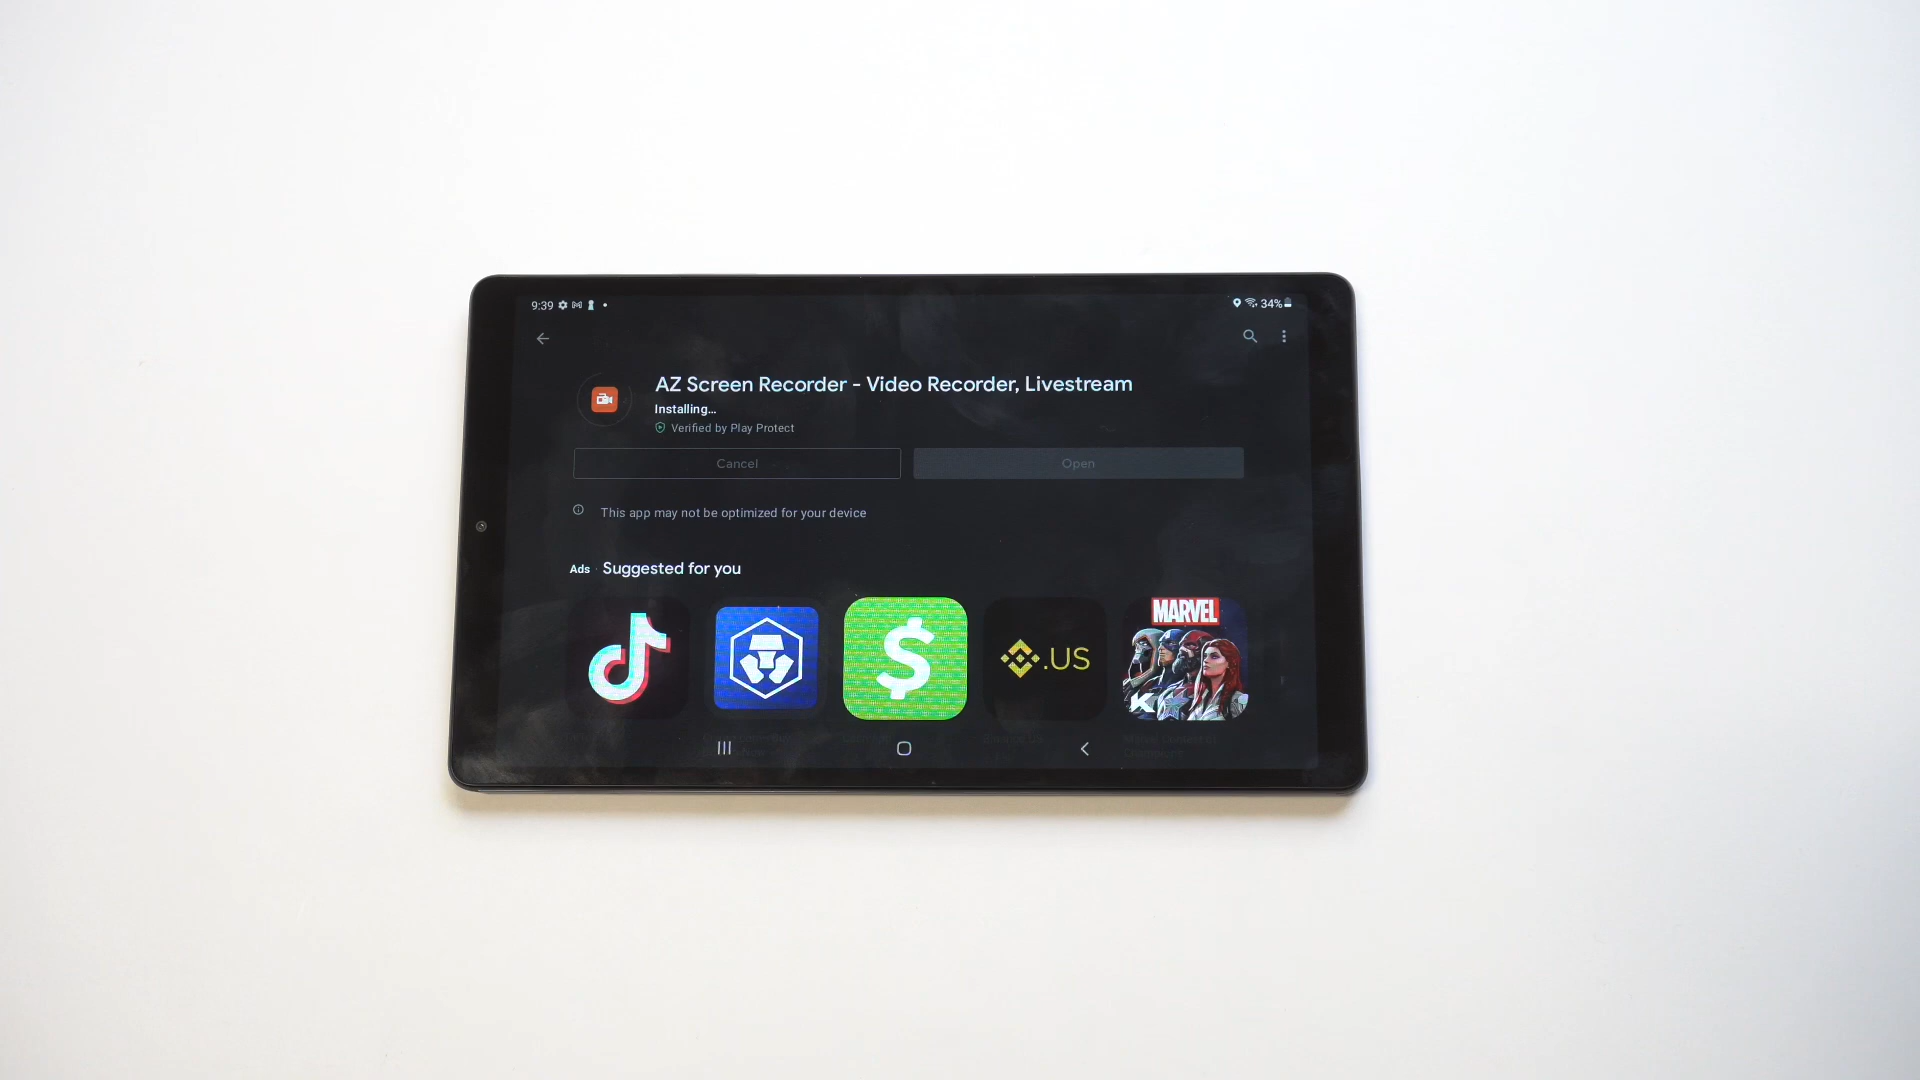 9:39
34%
AZ Screen Recorder - Video Recorder, Livestream
Installing...
Verified by Play Protect
Cancel
Open
This app may not be optimized for your device
Ads · Suggested for you
.US
MARVEL